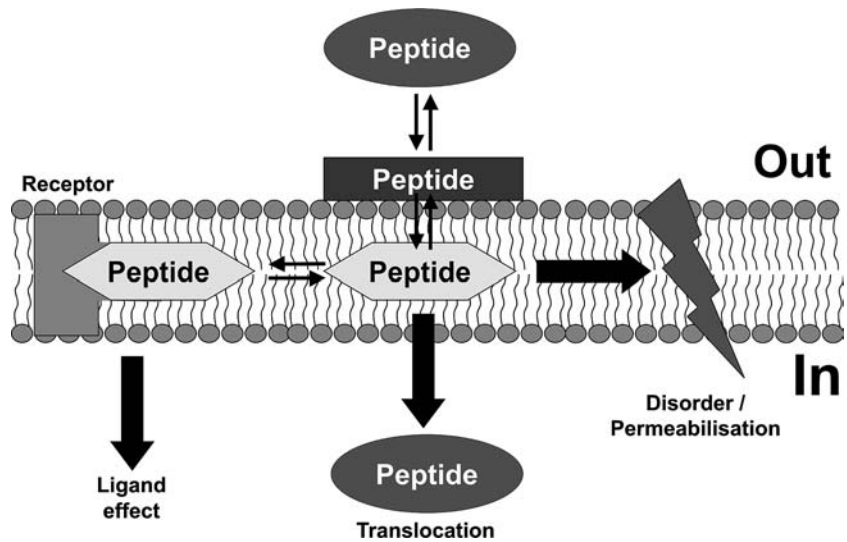 Peptide
Out
Receptor
Peptide
Peptide
Peptide
In
Disorder /
Permeabilisation
Peptide
Ligand
effect
Translocation